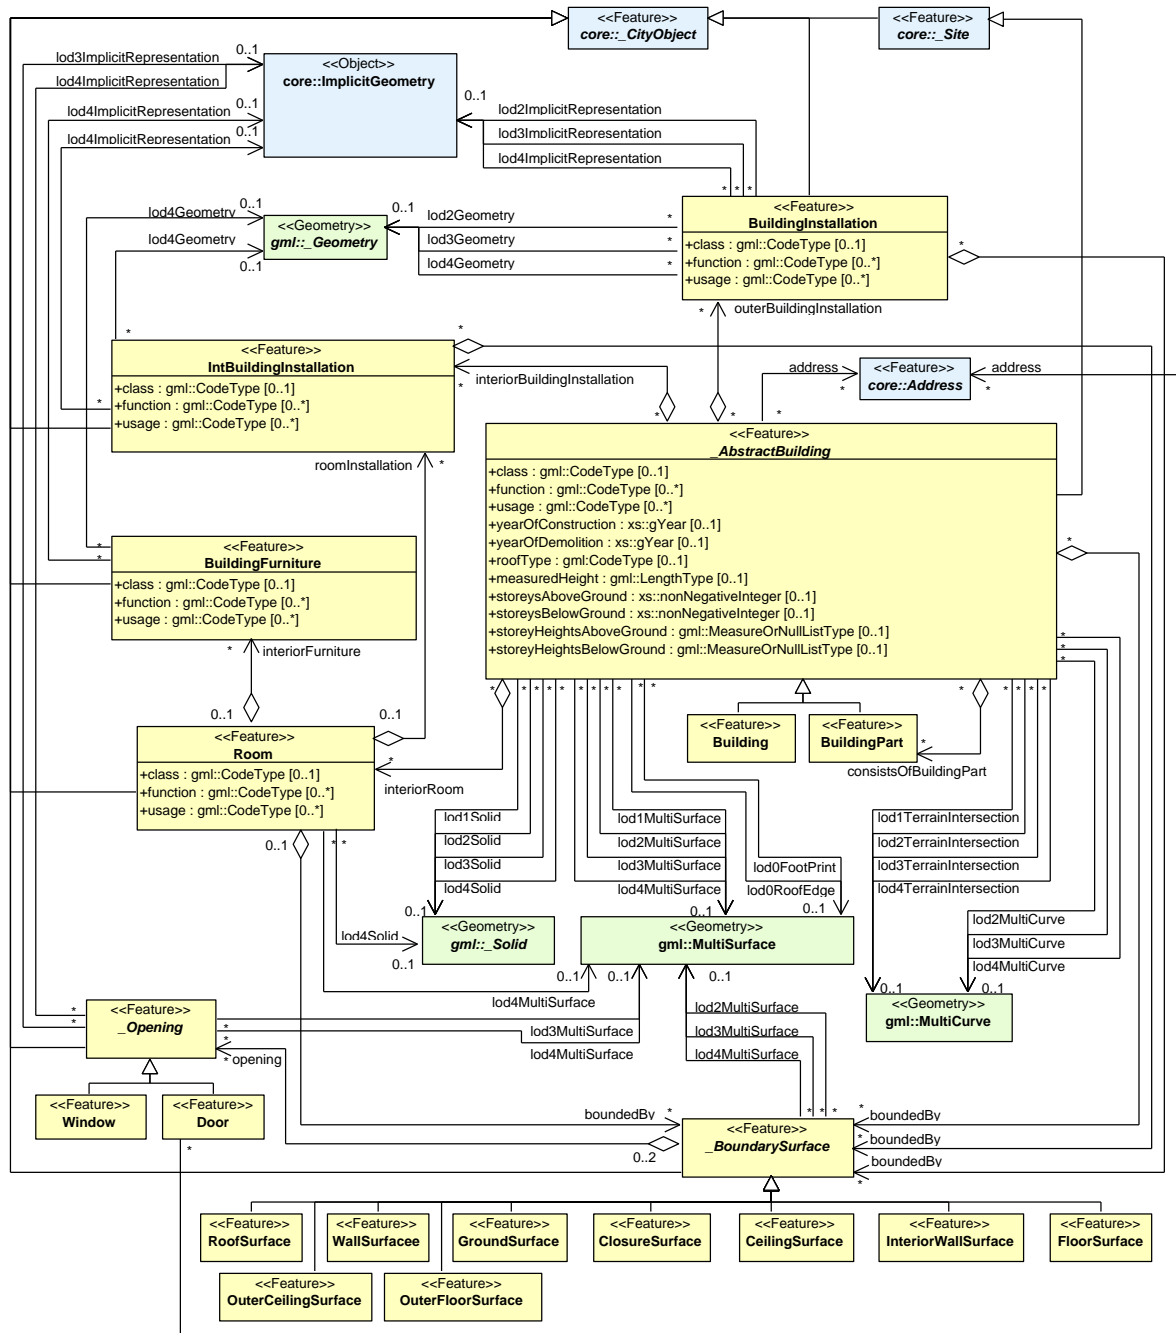 <<Feature>>
core::_CityObject
<<Feature>>
core::_Site
lod3ImplicitRepresentation
0..1
lod4ImplicitRepresentation
0..1
lod4ImplicitRepresentation
0..1
lod4ImplicitRepresentation
<<Object>>
core::ImplicitGeometry
0..1
lod2ImplicitRepresentation
lod3ImplicitRepresentation
lod4ImplicitRepresentation
* * *
<<Feature>>
BuildingInstallation
+class : gml::CodeType [0..1]
+function : gml::CodeType [0..*]
+usage : gml::CodeType [0..*]
*
0..1
lod4Geometry
lod4Geometry
0..1
<<Geometry>>
gml::_Geometry
0..1
lod2Geometry
*
lod3Geometry
*
lod4Geometry
*
*
outerBuildingInstallation
*
*
<<Feature>>
IntBuildingInstallation
+class : gml::CodeType [0..1]
+function : gml::CodeType [0..*]
+usage : gml::CodeType [0..*]
*
interiorBuildingInstallation
*
*
*
address
*
*
<<Feature>>
core::Address
address
*
roomInstallation
*
<<Feature>>
_AbstractBuilding
+class : gml::CodeType [0..1]
+function : gml::CodeType [0..*]
+usage : gml::CodeType [0..*]
+yearOfConstruction : xs::gYear [0..1]
+yearOfDemolition : xs::gYear [0..1]
+roofType : gml:CodeType [0..1]
+measuredHeight : gml::LengthType [0..1]
+storeysAboveGround : xs::nonNegativeInteger [0..1]
+storeysBelowGround : xs::nonNegativeInteger [0..1]
+storeyHeightsAboveGround : gml::MeasureOrNullListType [0..1]
+storeyHeightsBelowGround : gml::MeasureOrNullListType [0..1]
*
*
*
*
*
*
<<Feature>>
BuildingFurniture
+class : gml::CodeType [0..1]
+function : gml::CodeType [0..*]
+usage : gml::CodeType [0..*]
*
interiorFurniture
0..1
0..1
<<Feature>>
Room
+class : gml::CodeType [0..1]
+function : gml::CodeType [0..*]
+usage : gml::CodeType [0..*]
* * * * * * * * * * * * * * * *
*
interiorRoom
<<Feature>>
Building
<<Feature>>
BuildingPart
*
consistsOfBuildingPart
0..1
* *
lod1Solid
lod2Solid
lod3Solid
lod4Solid
0..1
lod1MultiSurface
lod2MultiSurface
lod3MultiSurface
lod4MultiSurface
0..1
lod0FootPrint
lod0RoofEdge
0..1
lod1TerrainIntersection
lod2TerrainIntersection
lod3TerrainIntersection
lod4TerrainIntersection
lod2MultiCurve
lod3MultiCurve
lod4MultiCurve
0..1
0..1
lod4Solid
0..1
<<Geometry>>
gml::_Solid
<<Geometry>>
gml::MultiSurface
0..1
0..1
0..1
lod4MultiSurface
<<Geometry>>
gml::MultiCurve
*
*
<<Feature>>
_Opening
*
*
lod3MultiSurface
lod4MultiSurface
* opening
lod2MultiSurface
lod3MultiSurface
lod4MultiSurface
* * * *
<<Feature>>
Window
<<Feature>>
Door
*
boundedBy
*
0..2
<<Feature>>
_BoundarySurface
* boundedBy
* boundedBy
boundedBy
*
<<Feature>>
RoofSurface
<<Feature>>
WallSurfacee
<<Feature>>
GroundSurface
<<Feature>>
ClosureSurface
<<Feature>>
CeilingSurface
<<Feature>>
InteriorWallSurface
<<Feature>>
FloorSurface
<<Feature>>
OuterCeilingSurface
<<Feature>>
OuterFloorSurface